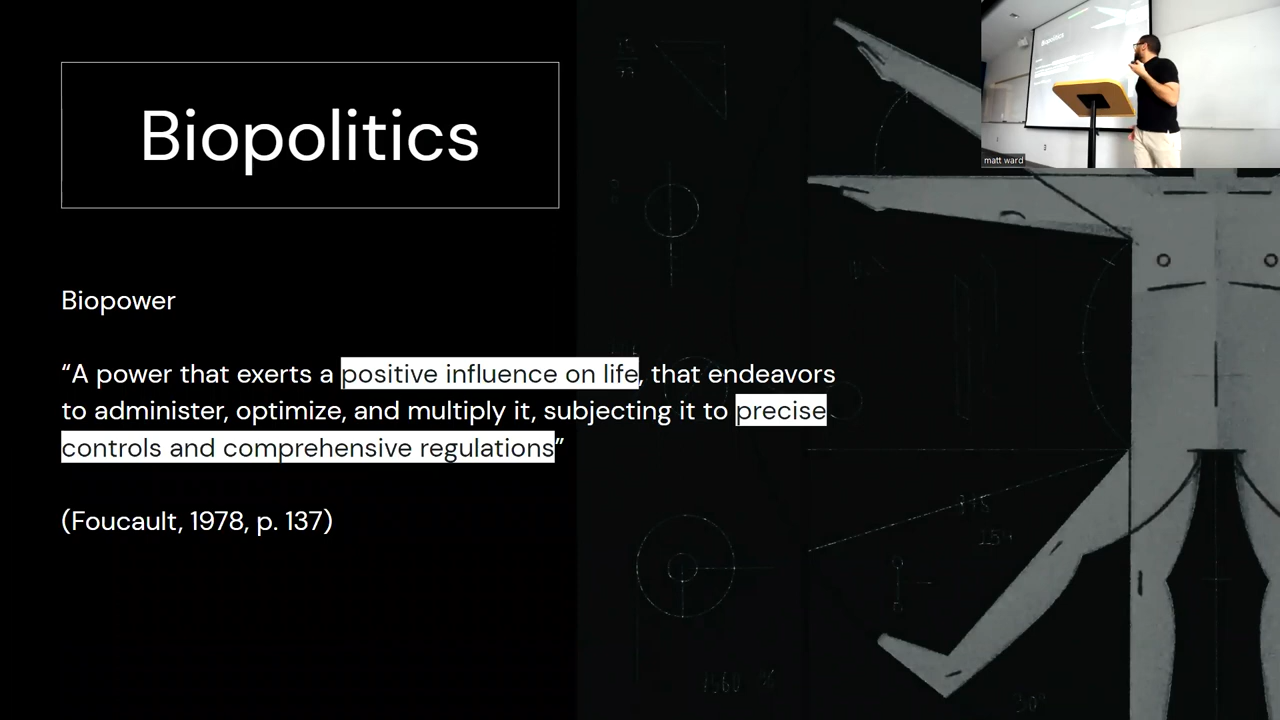 Biopolitics
Biopower
“A power that exerts a positive influence on life, that endeavors
to administer, optimize, and multiply it, subjecting it to precise
controls and comprehensive regulations”
(Foucault, 1978, p. 137)
Biopolitics
matt ward